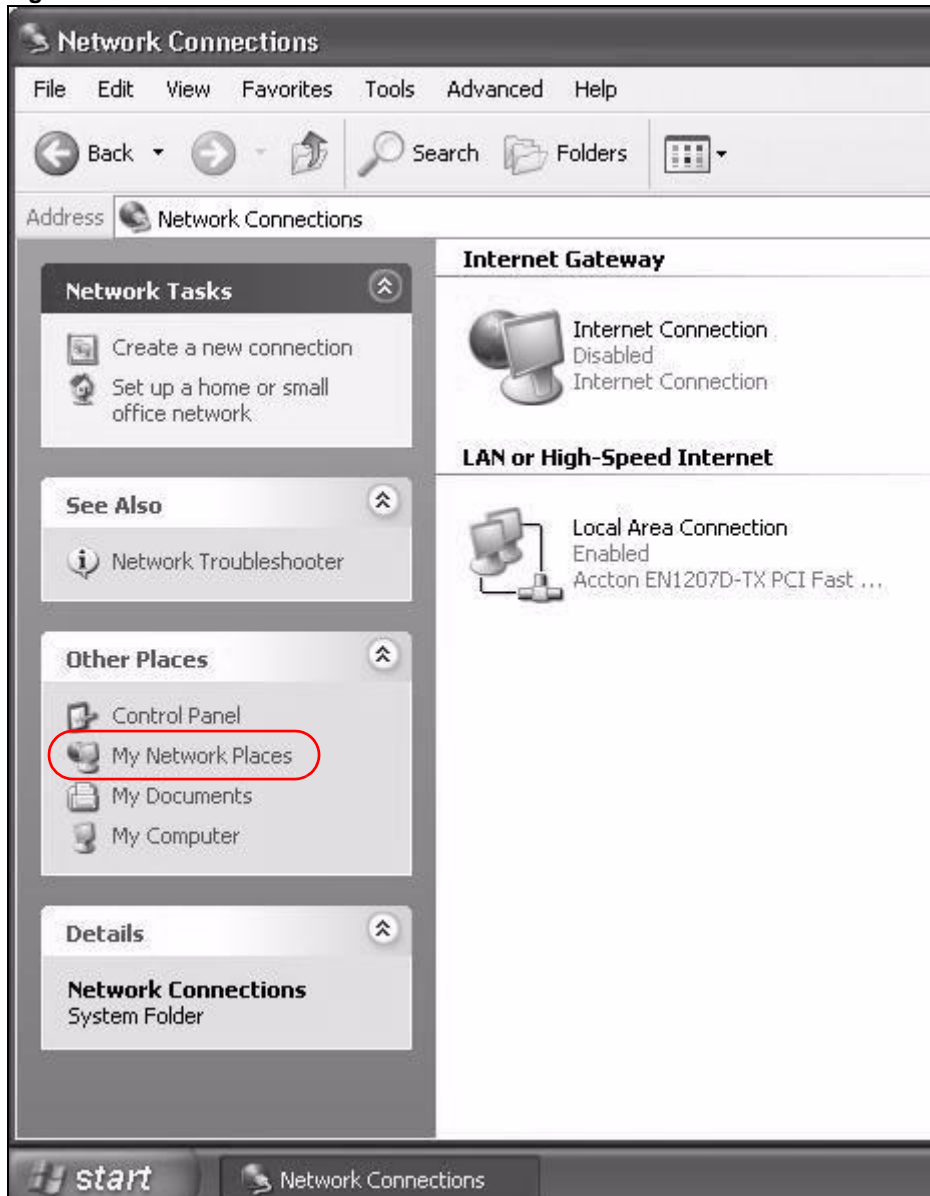 Network Connections
File Edit View Favorites Tools Advanced Help
Back Search Folders
Address Network Connections
Network Tasks
Create a new connection
Set up a home or small
office network
See Also
Network Troubleshooter
Other Places
Control Panel
My Network Places
My Documents
My Computer
Details
Network Connections
System Folder
Internet Gateway
Internet Connection
Disabled
Internet Connection
LAN or High-Speed Internet
Local Area Connection
Enabled
Accton EN1207D-TX PCI Fast ...
start Network Connections